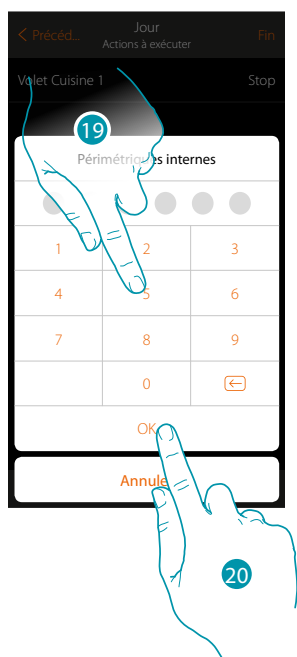 Précéd... Jour Fin
Actions à exécuter
Volet Cuisine 1 Stop
19
Périmétriques internes
1 2 3
4 5 6
7 8 9
0
OK
Annule
20